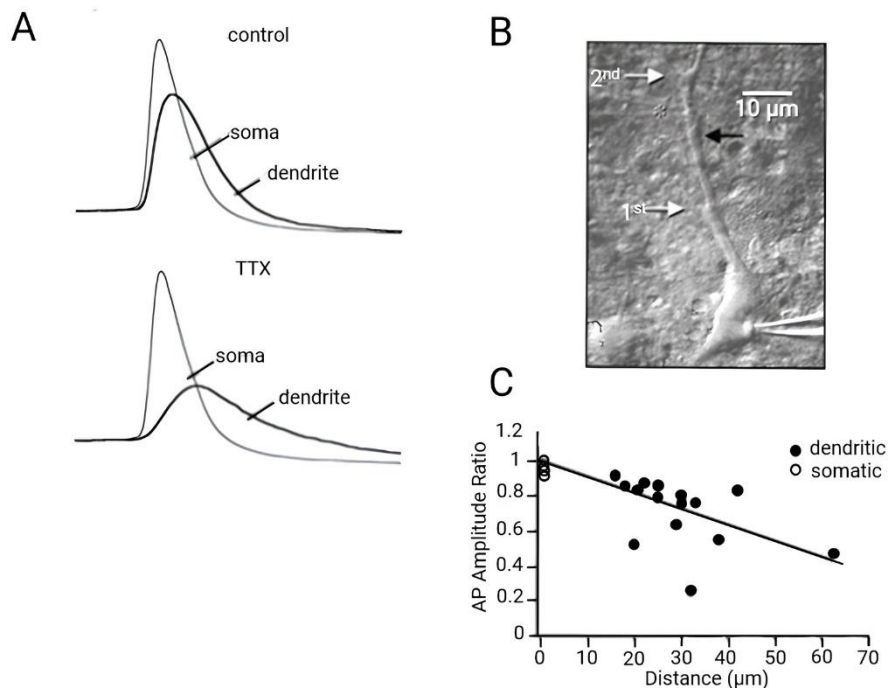 A
control
soma
dendrite
TTX
soma
dendrite
B
2nd
10 μm
1st
C
AP Amplitude Ratio
1.2
1
0.8
0.6
0.4
0.2
0
dendritic
somatic
0 10 20 30 40 50 60 70
Distance (μm)